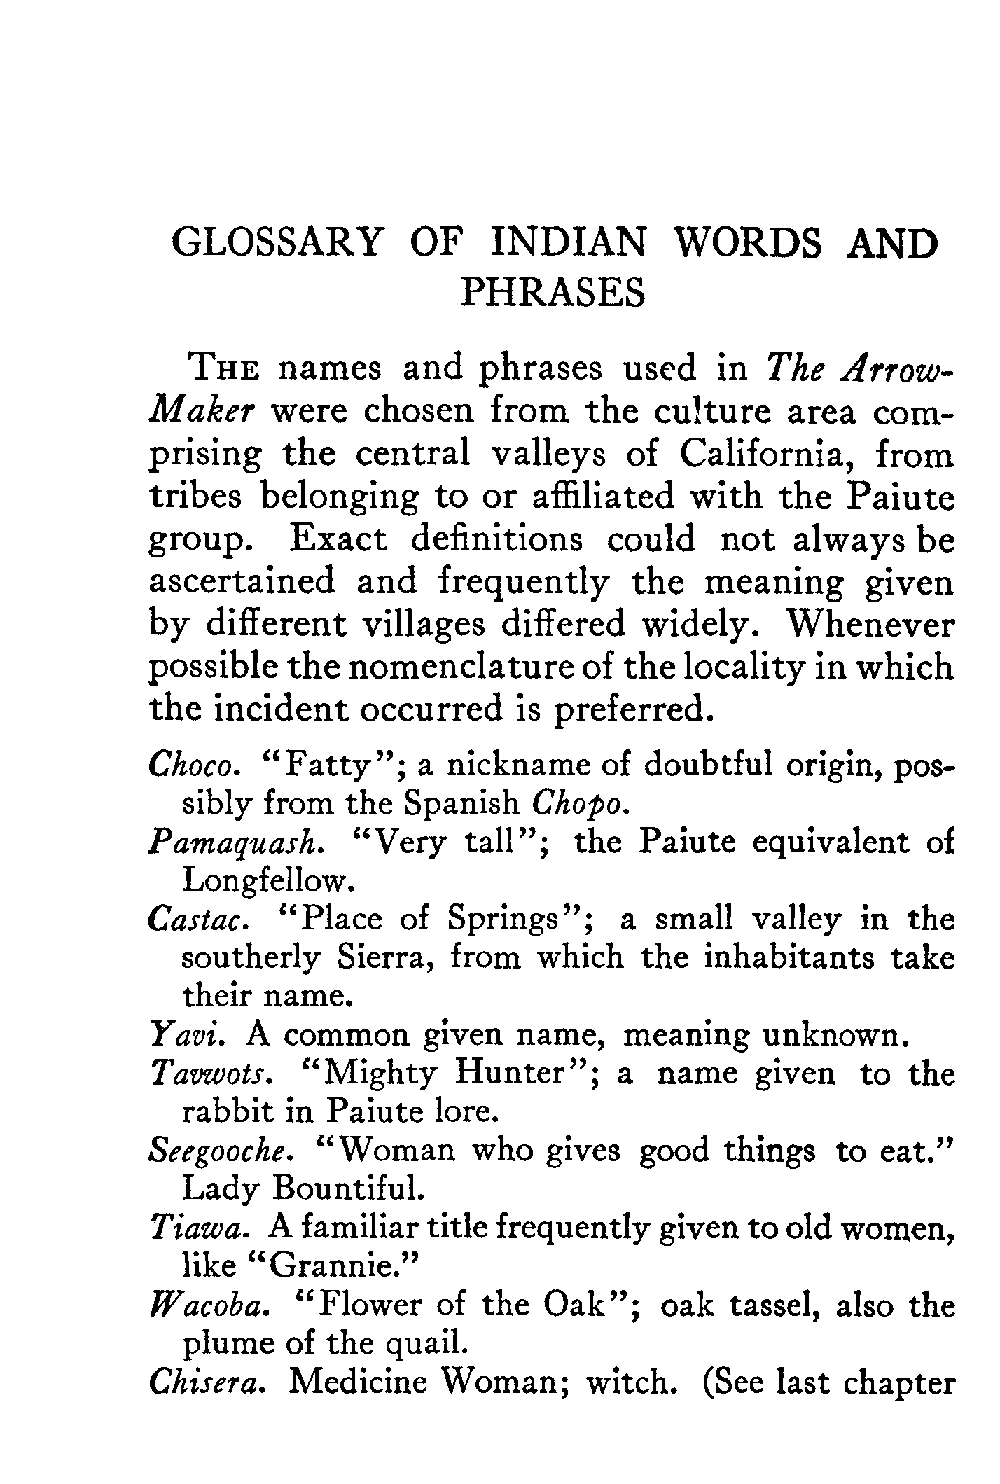 GLOSSARY OF INDIAN WORDS AND
PHRASES
THE names and phrases used in The Arrow-
Maker were chosen from the culture area com-
prising the central valleys of California, from
tribes belonging to or affiliated with the Paiute
group. Exact definitions could not always be
ascertained and frequently the meaning given
by different villages differed widely. Whenever
possible the nomenclature of the locality in which
the incident occurred is preferred.
Choco. "Fatty"; a nickname of doubtful origin, pos-
sibly from the Spanish Chopo.
Pamaquash. "Very tall"; the Paiute equivalent of
Longfellow.
Castac. "Place of Springs"; a small valley in the
southerly Sierra, from which the inhabitants take
their name.
Yavi. A common given name, meaning unknown.
Tavwots. "Mighty Hunter"; a name given to the
rabbit in Paiute lore.
Seegooche. "Woman who gives good things to eat."
Lady Bountiful.
Tiawa. A familiar title frequently given to old women,
like "Grannie."
Wacoba. "Flower of the Oak"; oak tassel, also the
plume of the quail.
Chisera. Medicine Woman; witch. (See last chapter